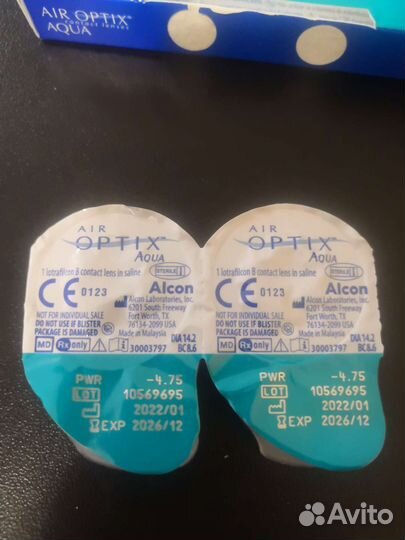 AIR OPTIX™
contact lenses
AQUA
AIR
OPTIX™
AQUA
STERILE
1 lotrafilcon B contact lens in saline
CE 0123
Alcon
Alcon Laboratories, Inc.
6201 South Freeway
Fort Worth, TX
76134-2099 USA
Made in Malaysia
NOT FOR INDIVIDUAL SALE
DO NOT USE IF BLISTER
PACKAGE IS DAMAGED
DIA 14.2
BC 8.6
MD Rx only 30003797
PWR -4.75
LOT 10569695
2022/01
EXP 2026/12
AIR
OPTIX™
AQUA
STERILE
1 lotrafilcon B contact lens in saline
CE 0123
Alcon
Alcon Laboratories, Inc.
6201 South Freeway
Fort Worth, TX
76134-2099 USA
Made in Malaysia
NOT FOR INDIVIDUAL SALE
DO NOT USE IF BLISTER
PACKAGE IS DAMAGED
DIA 14.2
BC 8.6
MD Rx only 30003797
PWR -4.75
LOT 10569695
2022/01
EXP 2026/12
Avito